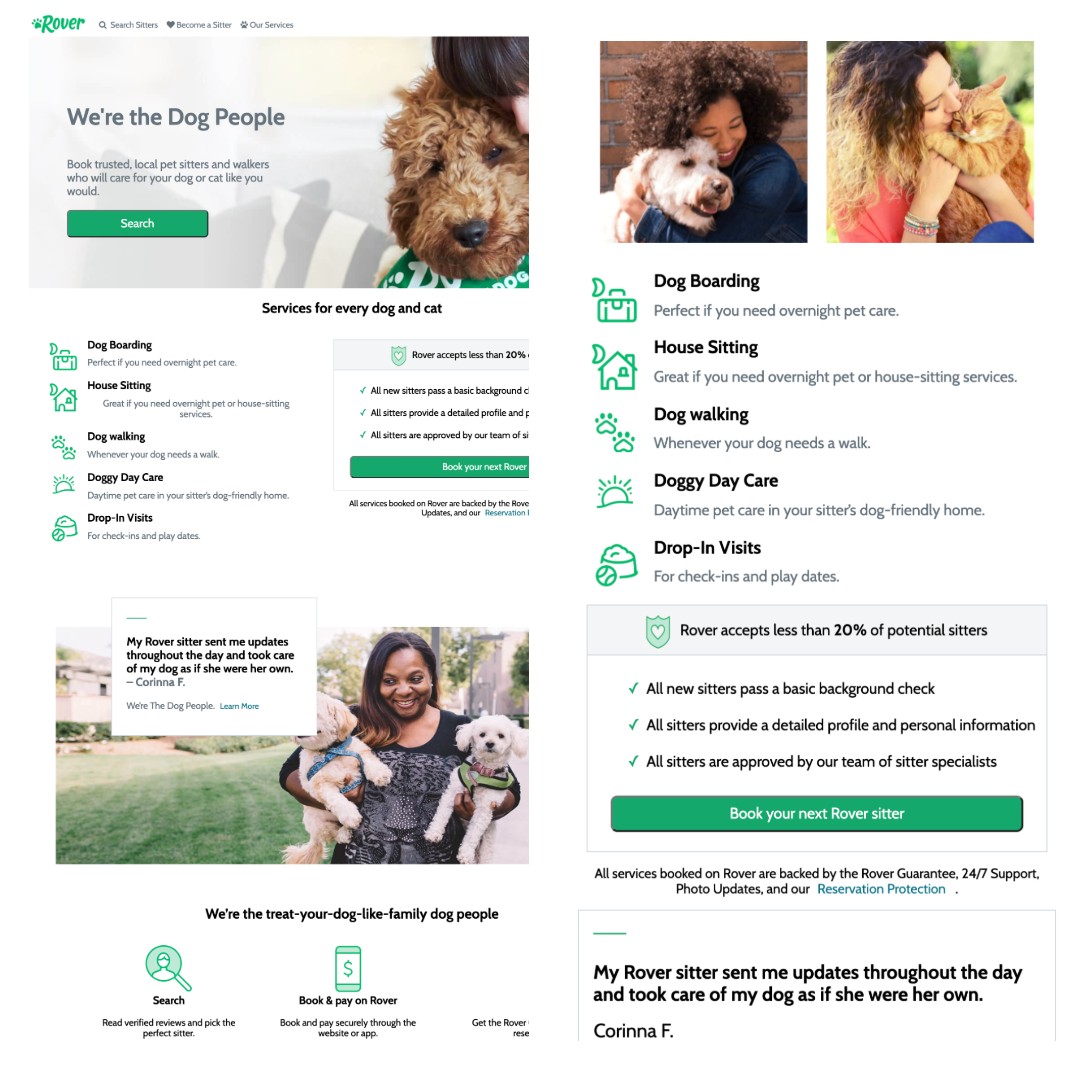 Rover
Search Sitters
Become a Sitter
Our Services
We're the Dog People
Book trusted, local pet sitters and walkers
who will care for your dog or cat like you
would.
Search
DOG
Services for every dog and cat
Dog Boarding
Perfect if you need overnight pet care.
House Sitting
Great if you need overnight pet or house-sitting
services.
Dog walking
Whenever your dog needs a walk.
Doggy Day Care
Daytime pet care in your sitter's dog-friendly home.
Drop-In Visits
For check-ins and play dates.
Rover accepts less than 20%
✓ All new sitters pass a basic background
✓ All sitters provide a detailed profile and
✓ All sitters are approved by our team of
Book your next Rover
All services booked on Rover are backed by the
Updates, and our Reservation
My Rover sitter sent me updates
throughout the day and took care
of my dog as if she were her own.
– Corinna F.
We're The Dog People. Learn More
We're the treat-your-dog-like-family dog people
Search
Read verified reviews and pick the
perfect sitter.
Book & pay on Rover
$
Book and pay securely through the
website or app.
Get the Rover
Dog Boarding
Perfect if you need overnight pet care.
House Sitting
Great if you need overnight pet or house-sitting services.
Dog walking
Whenever your dog needs a walk.
Doggy Day Care
Daytime pet care in your sitter's dog-friendly home.
Drop-In Visits
For check-ins and play dates.
Rover accepts less than 20% of potential sitters
✓ All new sitters pass a basic background check
✓ All sitters provide a detailed profile and personal information
✓ All sitters are approved by our team of sitter specialists
Book your next Rover sitter
All services booked on Rover are backed by the Rover Guarantee, 24/7 Support,
Photo Updates, and our Reservation Protection .
My Rover sitter sent me updates throughout the day
and took care of my dog as if she were her own.
Corinna F.